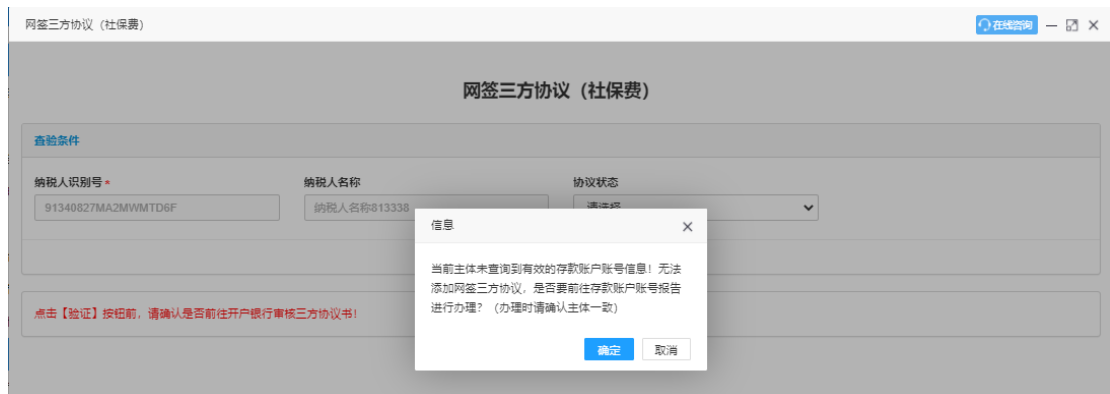 网签三方协议（社保费）
在线咨询
网签三方协议（社保费）
查验条件
纳税人识别号*
纳税人名称
协议状态
91340827MA2MWMTD6F
纳税人名称813338
请选择
信息
当前主体未查询到有效的存款账户账号信息！无法
添加网签三方协议，是否要前往存款账户账号报告
进行办理？（办理时请确认主体一致）
点击【验证】按钮前，请确认是否前往开户银行审核三方协议书！
确定
取消